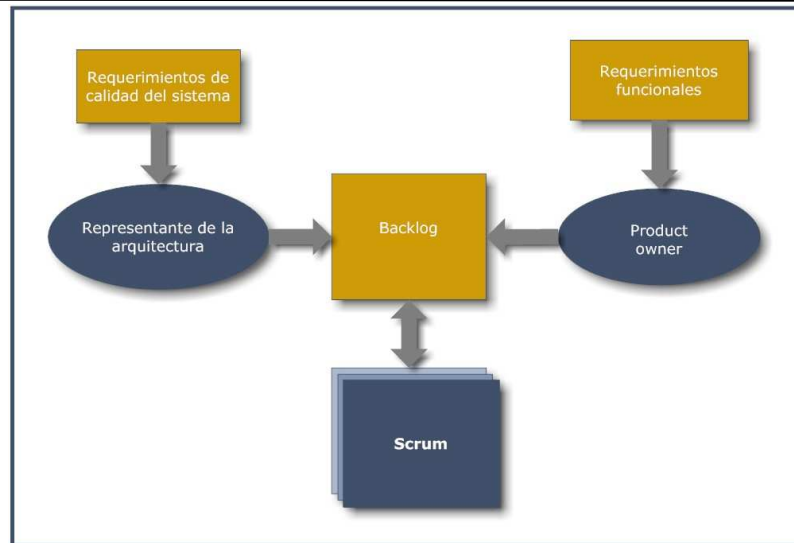 Requerimientos de
calidad del sistema
Requerimientos
funcionales
Representante de la
arquitectura
Backlog
Product
owner
Scrum